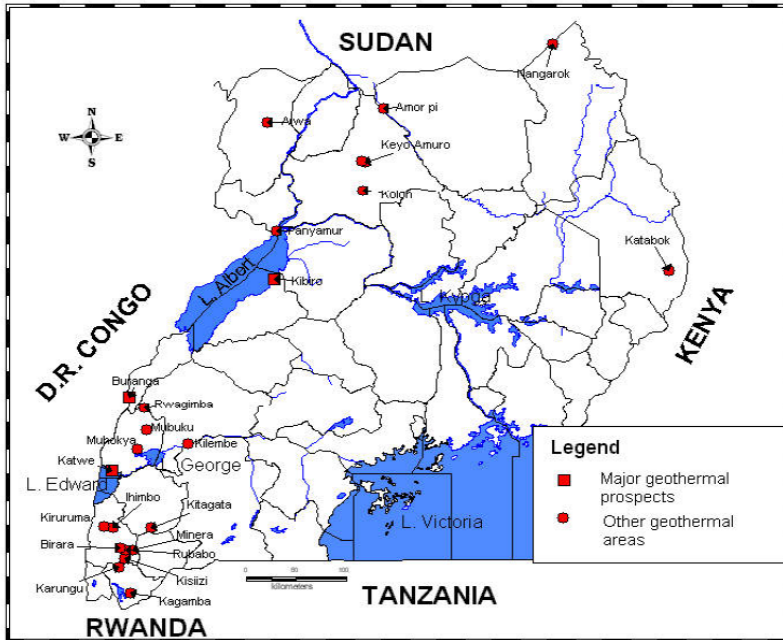 SUDAN
Nangarok
Amor pi
Arwa
N
W E
S
Keyo Amuro
Kolon
Panyamur
Katabok
L. Albert
Kibiro
D.R. CONGO
KENYA
Buranga
Rwagimba
Mubuku
Muhokya
Kilembe
Katwe
George
L. Edward
Ihimbo
Kitagata
Kiruruma
Minera
Birara
Rubabo
Kisiizi
Karungu
Kagamba
L. Victoria
Legend
Major geothermal
prospects
Other geothermal
areas
0 100
kilometers
TANZANIA
RWANDA